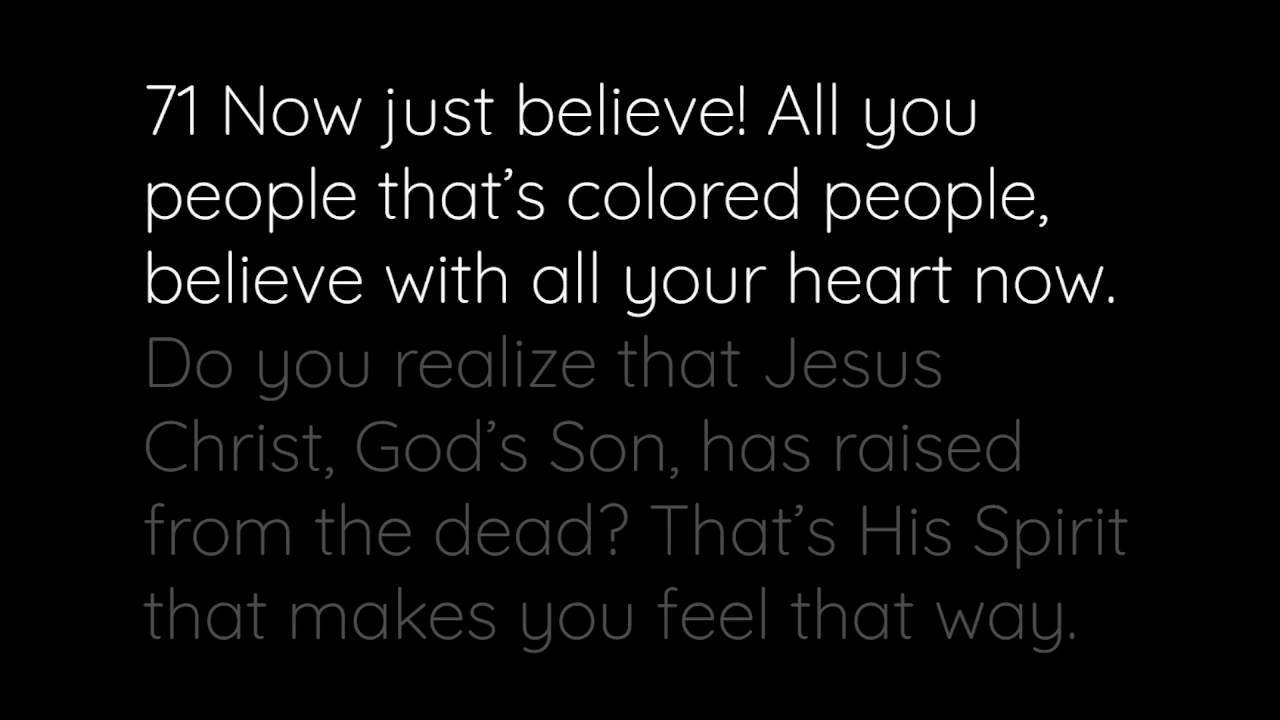 71 Now just believe! All you
people that’s colored people,
believe with all your heart now.
Do you realize that Jesus
Christ, God’s Son, has raised
from the dead? That’s His Spirit
that makes you feel that way.